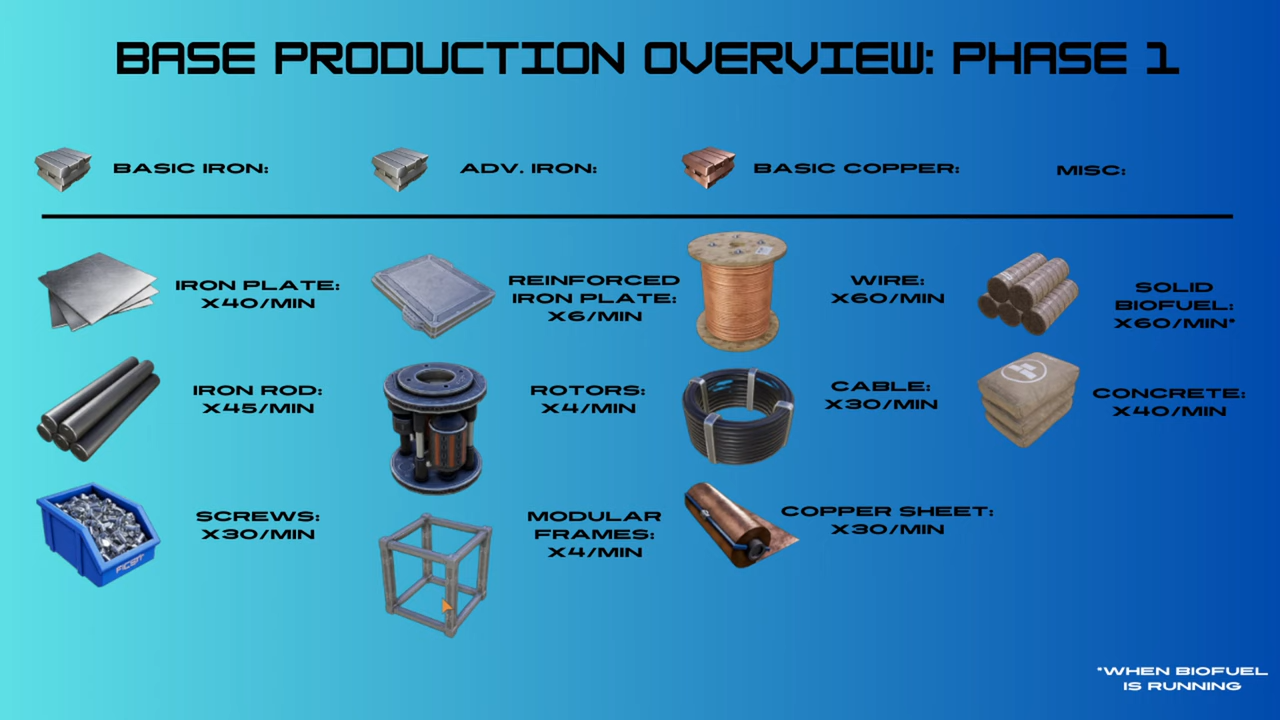 BASE PRODUCTION OVERVIEW: PHASE 1
BASIC IRON:
ADV. IRON:
BASIC COPPER:
MISC:
IRON PLATE:
X40/MIN
REINFORCED
IRON PLATE:
X6/MIN
WIRE:
X60/MIN
SOLID
BIOFUEL:
X60/MIN*
IRON ROD:
X45/MIN
ROTORS:
X4/MIN
CABLE:
X30/MIN
CONCRETE:
X40/MIN
SCREWS:
X30/MIN
MODULAR
FRAMES:
X4/MIN
COPPER SHEET:
X30/MIN
FICSIT
*WHEN BIOFUEL
IS RUNNING